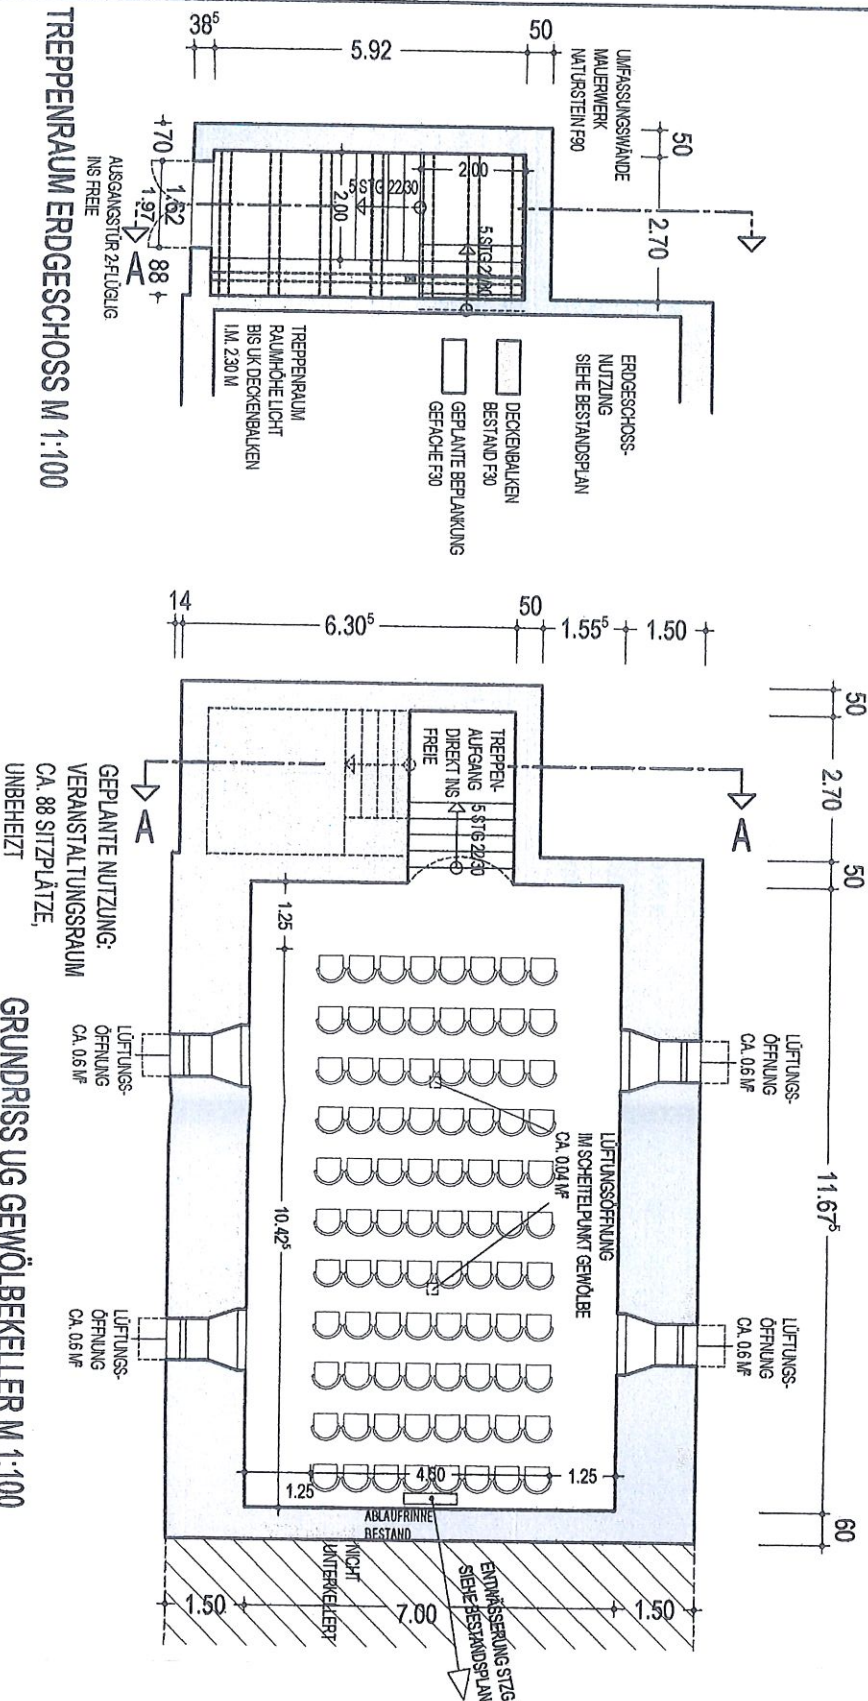 TREPPENRAUM ERDGESCHOSS M 1:100
38⁵
5.92
50
UMFASSUNGSWÄNDE
MAUERWERK
NATURSTEIN F90
50
2.70
2.00
5 STG 22/30
2.00
5 STG 22/30
70
1.62
1.97
88
A
AUSGANGSTÜR 2-FLÜGLIG
INS FREIE
ERDGESCHOSS-
NUTZUNG
SIEHE BESTANDSPLAN
DECKENBALKEN
BESTAND F30
GEPLANTE BEPLANKUNG
GEFACHE F30
TREPPENRAUM
RAUMHÖHE LICHT
BIS UK DECKENBALKEN
I.M. 2.30 M
14
6.30⁵
50
1.55⁵
1.50
50
2.70
50
11.67⁵
60
A
A
TREPPEN-
AUFGANG
DIREKT INS
FREIE
5 STG 22/30
1.25
10.42⁵
LÜFTUNGS-
ÖFFNUNG
CA. 0.6 M²
LÜFTUNGS-
ÖFFNUNG
CA. 0.6 M²
LÜFTUNGSÖFFNUNG
IM SCHEITELPUNKT GEWÖLBE
CA. 0.04 M²
LÜFTUNGS-
ÖFFNUNG
CA. 0.6 M²
LÜFTUNGS-
ÖFFNUNG
CA. 0.6 M²
1.25
4.60
1.25
ABLAUFRINNE
BESTAND
NICHT
UNTERKELLERT
ENTWÄSSERUNG STZG
SIEHE BESTANDSPLAN
1.50
7.00
1.50
GEPLANTE NUTZUNG:
VERANSTALTUNGSRAUM
CA. 88 SITZPLÄTZE,
UNBEHEIZT
GRUNDRISS UG GEWÖLBEKELLER M 1:100